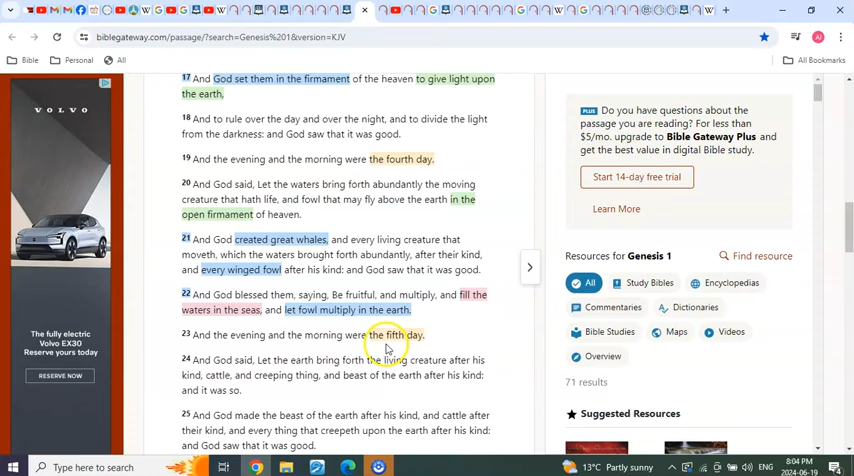 biblegateway.com/passage/?search=Genesis%201&version=KJV
AI
Bible
Personal
All
All Bookmarks
VOLVO
The fully electric
Volvo EX30
Reserve yours today
RESERVE NOW
17 And God set them in the firmament of the heaven to give light upon
the earth,
18 And to rule over the day and over the night, and to divide the light
from the darkness: and God saw that it was good.
19 And the evening and the morning were the fourth day.
20 And God said, Let the waters bring forth abundantly the moving
creature that hath life, and fowl that may fly above the earth in the
open firmament of heaven.
21 And God created great whales, and every living creature that
moveth, which the waters brought forth abundantly, after their kind,
and every winged fowl after his kind: and God saw that it was good.
22 And God blessed them, saying, Be fruitful, and multiply, and fill the
waters in the seas, and let fowl multiply in the earth.
23 And the evening and the morning were the fifth day.
24 And God said, Let the earth bring forth the living creature after his
kind, cattle, and creeping thing, and beast of the earth after his kind:
and it was so.
25 And God made the beast of the earth after his kind, and cattle after
their kind, and every thing that creepeth upon the earth after his kind:
and God saw that it was good.
PLUS Do you have questions about the
passage you are reading? For less than
$5/mo. upgrade to Bible Gateway Plus and
get the best value in digital Bible study.
Start 14-day free trial
Learn More
Resources for Genesis 1
Find resource
All
Study Bibles
Encyclopedias
Commentaries
Dictionaries
Bible Studies
Maps
Videos
Overview
71 results
Suggested Resources
Type here to search
13°C Partly sunny
ENG
8:04 PM
2024-06-19